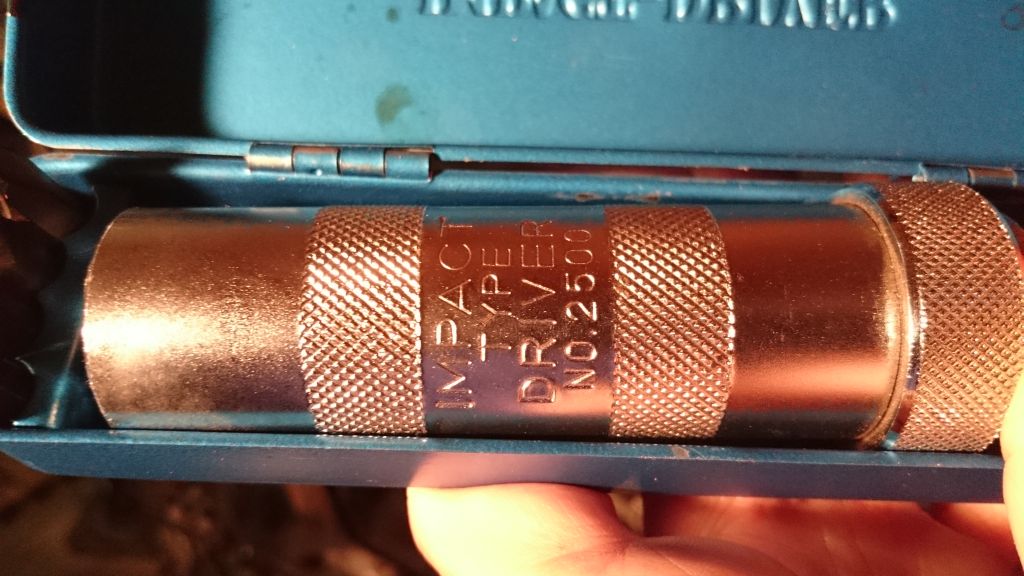 IMPACT
TYPE
DRIVER
NO.2500